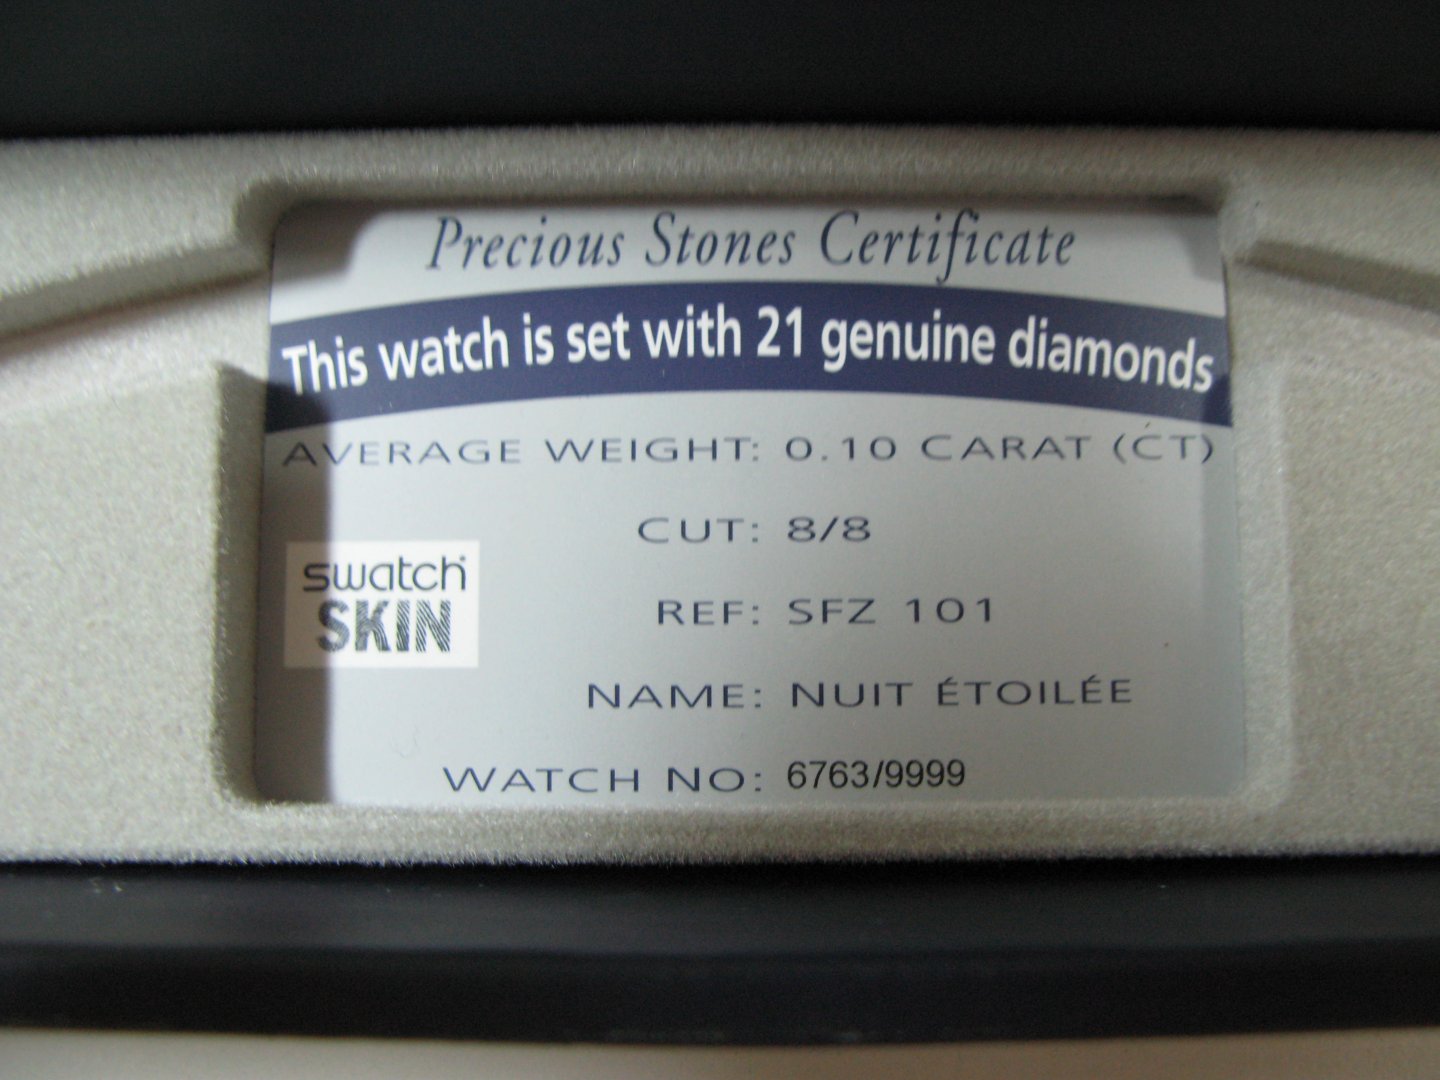 Precious Stones Certificate
This watch is set with 21 genuine diamonds
AVERAGE WEIGHT: 0.10 CARAT (CT)
CUT: 8/8
swatch
SKIN
REF: SFZ 101
NAME: NUIT ÉTOILÉE
WATCH NO: 6763/9999